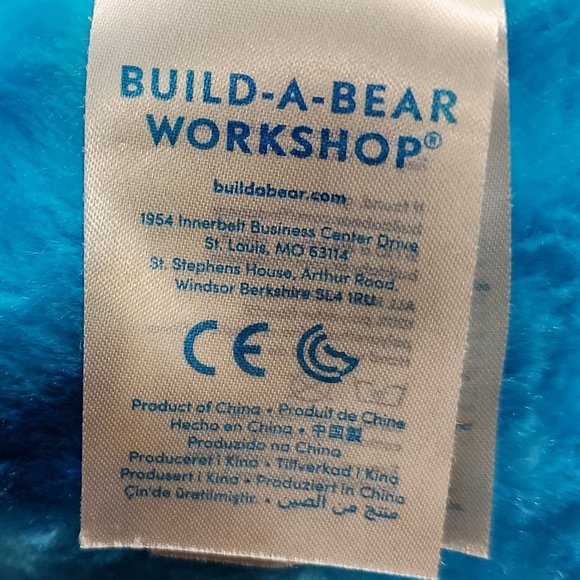 BUILD-A-BEAR
WORKSHOP®
buildabear.com
1954 Innerbelt Business Center Drive
St. Louis, MO 63114
St. Stephens House, Arthur Road
Windsor Berkshire SL4 1RU
CE
Product of China • Produit de Chine
Hecho en China • 中国製
Produzido na China
Produceret i Kina • Tillverkad i Kina
Produsert i Kina • Produziert in China
Çin'de üretilmiştir. • منتج من الصين